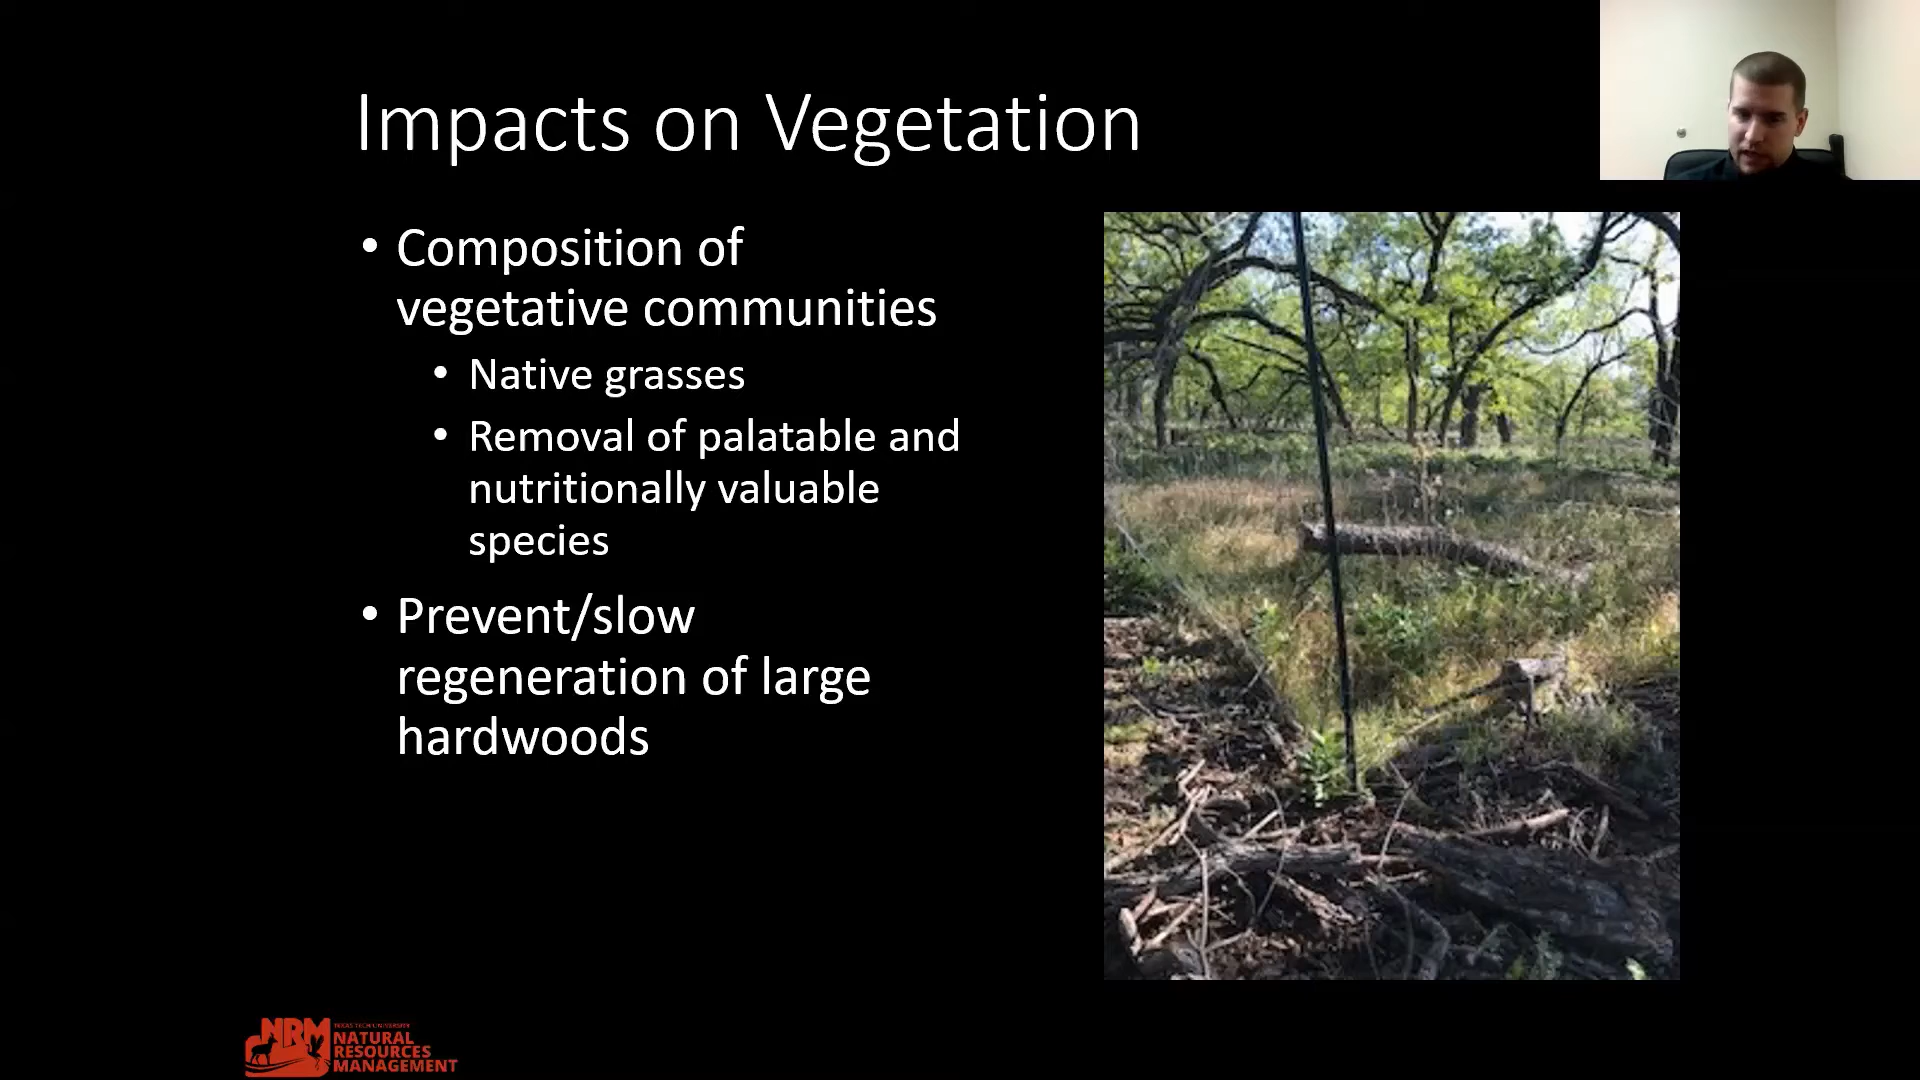 Impacts on Vegetation
• Composition of
vegetative communities
• Native grasses
• Removal of palatable and
nutritionally valuable
species
• Prevent/slow
regeneration of large
hardwoods
NRM
TEXAS TECH UNIVERSITY
NATURAL
RESOURCES
MANAGEMENT